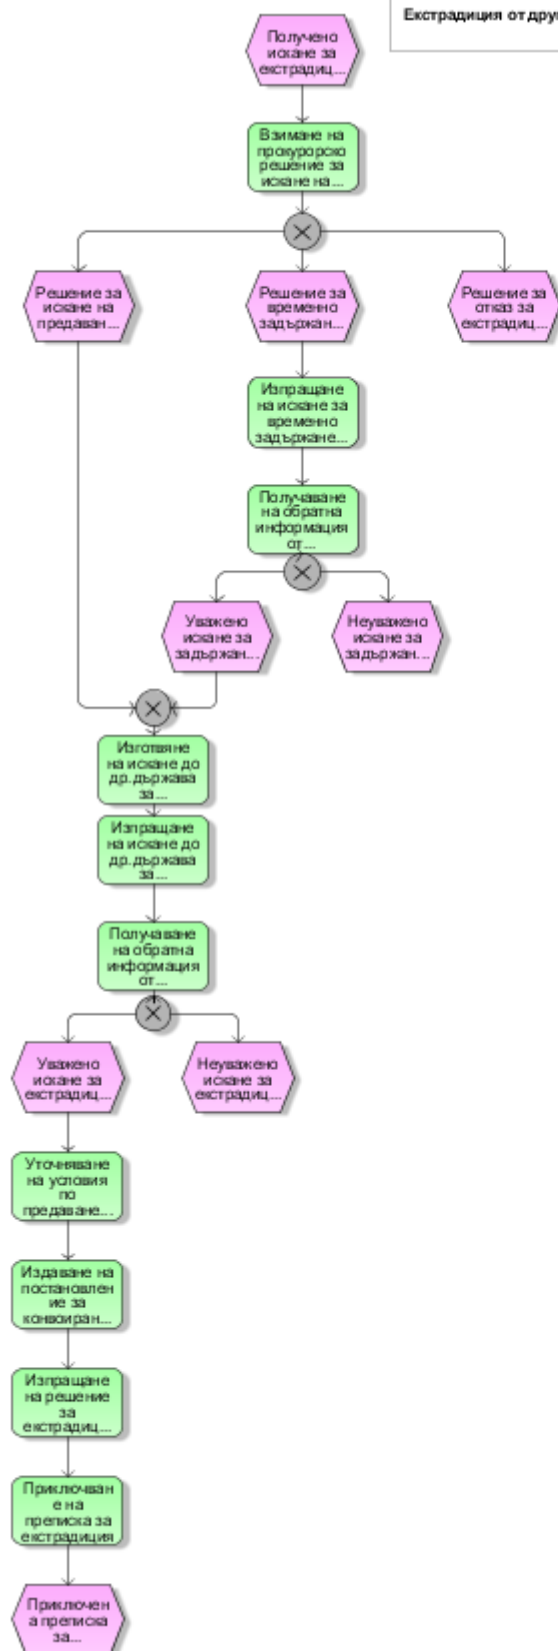 Екстрадиция от дру
Получено
искане за
екстрадиц...
Взимане на
прокурорско
решение за
искане на...
Решение за
искане на
предаван...
Решение за
временно
задържан...
Решение за
отказ за
екстрадиц...
Изпращане
на искане за
временно
задържане...
Получаване
на обратна
информация
от...
Уважено
искане за
задържан...
Неуважено
искане за
задържан...
Изготвяне
на искане до
др.държава
за...
Изпращане
на искане до
др.държава
за...
Получаване
на обратна
информация
от...
Уважено
искане за
екстрадиц...
Неуважено
искане за
екстрадиц...
Уточняване
на условия
по
предаване...
Издаване на
постановлен
ие за
конвоиран...
Изпращане
на решение
за
екстрадиц...
Приключван
е на
преписка за
екстрадиция
Приключен
а преписка
за...